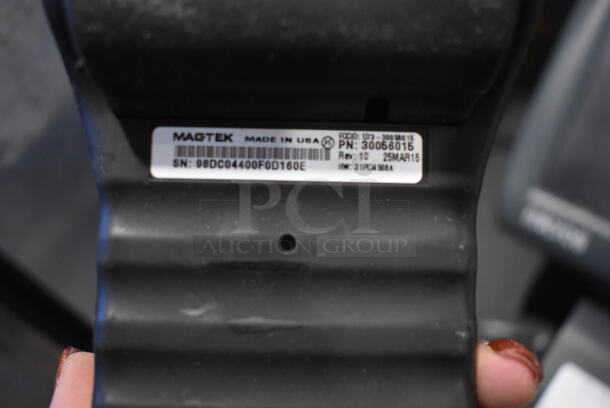 MAGTEK MADE IN USA
SN: 98DC04400F0D160E
PN: 30056015
Rev: 10 25MAR15
PCI
AUCTION GROUP